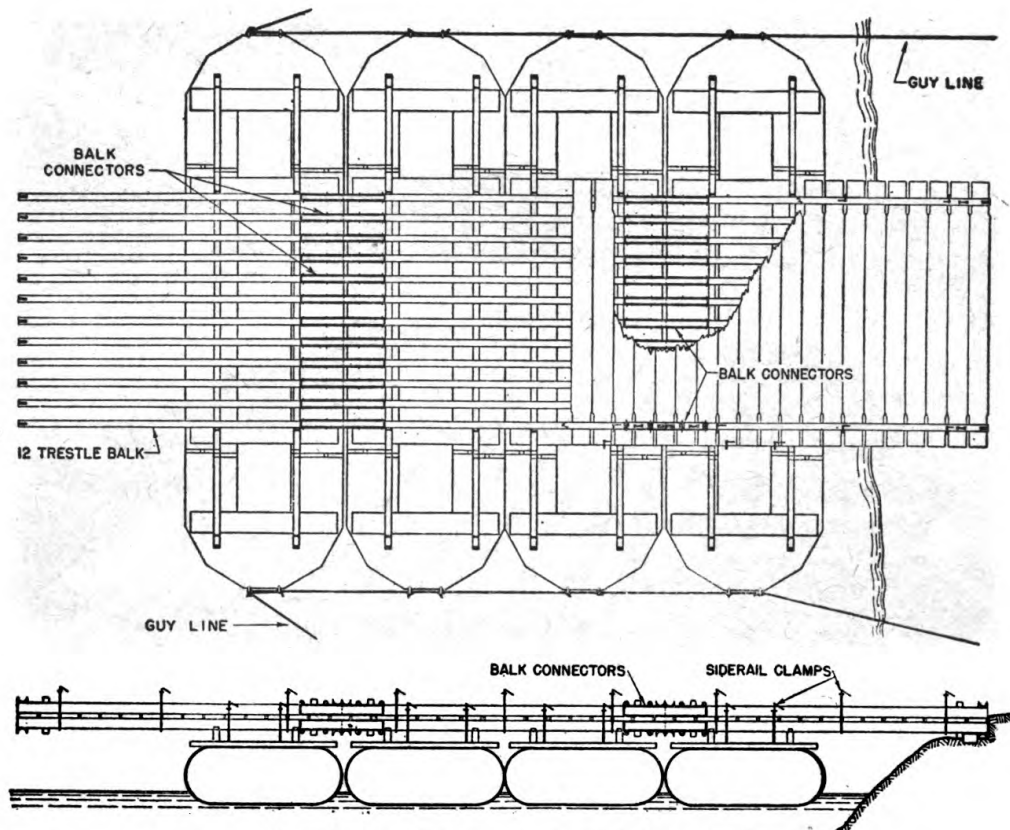 GUY LINE
BALK
CONNECTORS
BALK CONNECTORS
12 TRESTLE BALK
GUY LINE
BALK CONNECTORS
SIDERAIL CLAMPS